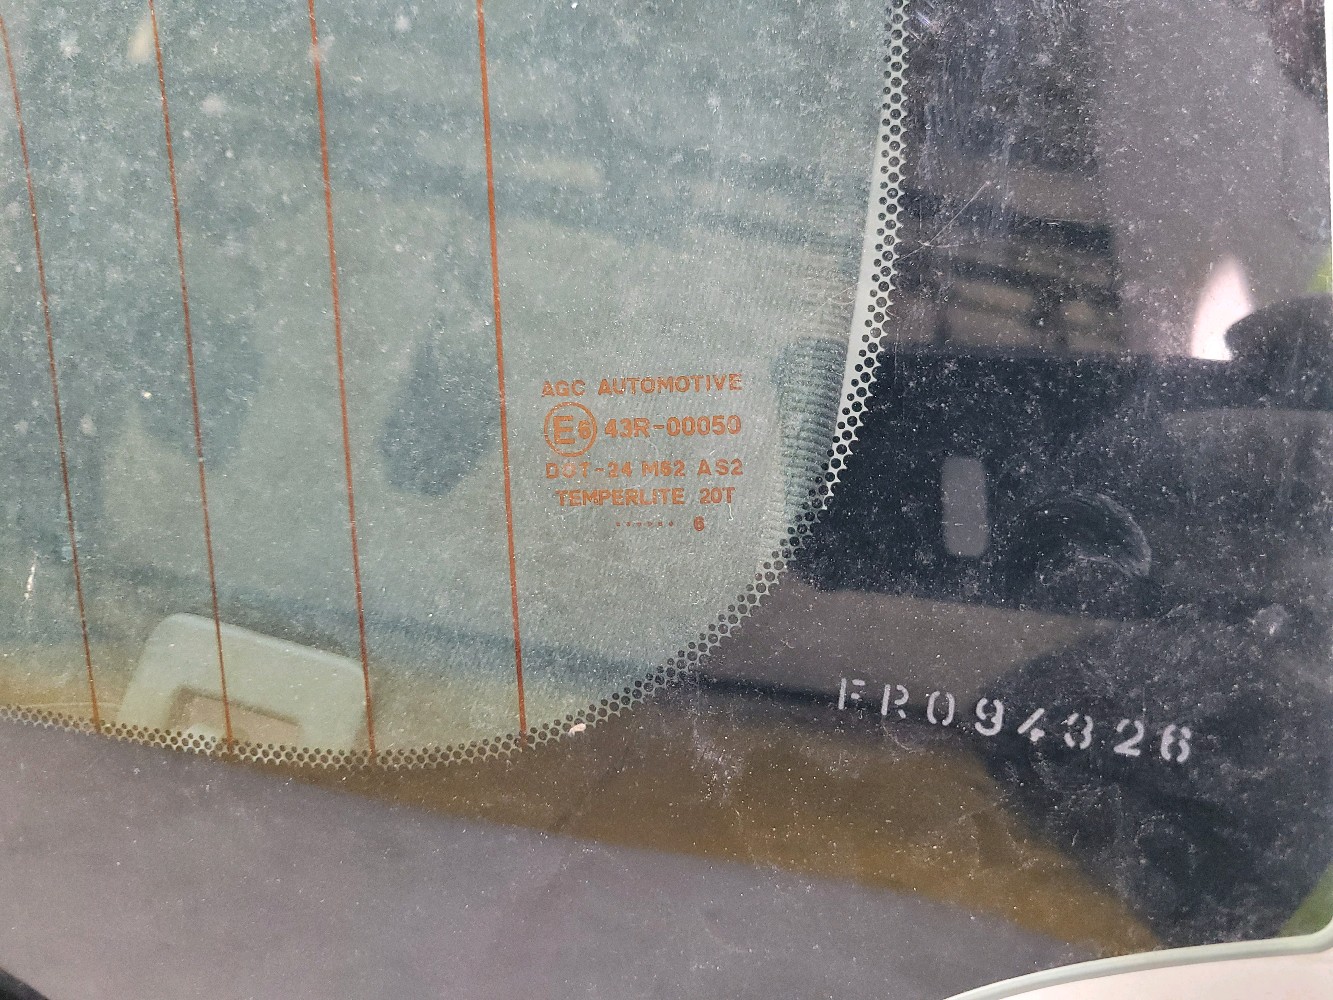 AGC AUTOMOTIVE
E6 43R-00050
DOT-24 M52 AS2
TEMPERLITE 20T
...... 6
FR094326